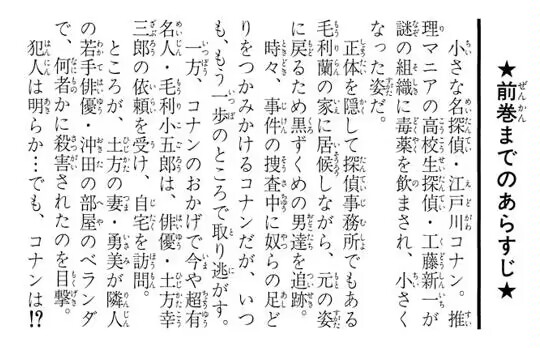 ★前巻までのあらすじ★
小さな名探偵・江戸川コナン。推
理マニアの高校生探偵・工藤新一が
謎の組織に毒薬を飲まされ、小さく
なった姿だ。
正体を隠して探偵事務所でもある
毛利蘭の家に居候しながら、元の姿
に戻るため黒ずくめの男達を追跡。
時々、事件の捜査中に奴らの足ど
りをつかみかけるコナンだが、いつ
も、もう一歩のところで取り逃がす。
一方、コナンのおかげで今や超有
名人・毛利小五郎は、俳優・土方幸
三郎の依頼を受け、自宅を訪問。
ところが、土方の妻・勇美が隣人
の若手俳優・沖田の部屋のベランダ
で、何者かに殺害されたのを目撃。
犯人は明らか…でも、コナンは!?